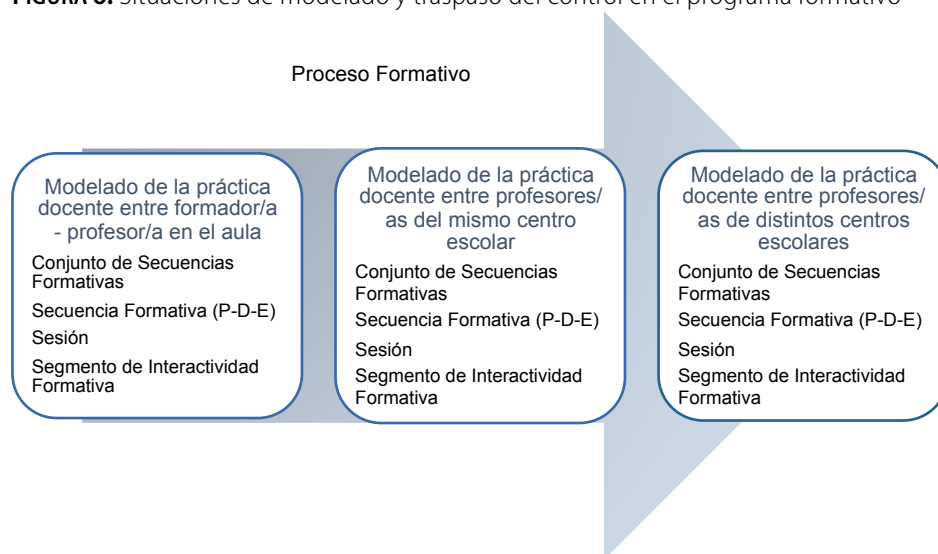 FIGURA 6. Situaciones de modelado y traspaso del control en el programa formativo
Proceso Formativo
Modelado de la práctica
docente entre formador/a
- profesor/a en el aula
Conjunto de Secuencias
Formativas
Secuencia Formativa (P-D-E)
Sesión
Segmento de Interactividad
Formativa
Modelado de la práctica
docente entre profesores/
as del mismo centro
escolar
Conjunto de Secuencias
Formativas
Secuencia Formativa (P-D-E)
Sesión
Segmento de Interactividad
Formativa
Modelado de la práctica
docente entre profesores/
as de distintos centros
escolares
Conjunto de Secuencias
Formativas
Secuencia Formativa (P-D-E)
Sesión
Segmento de Interactividad
Formativa